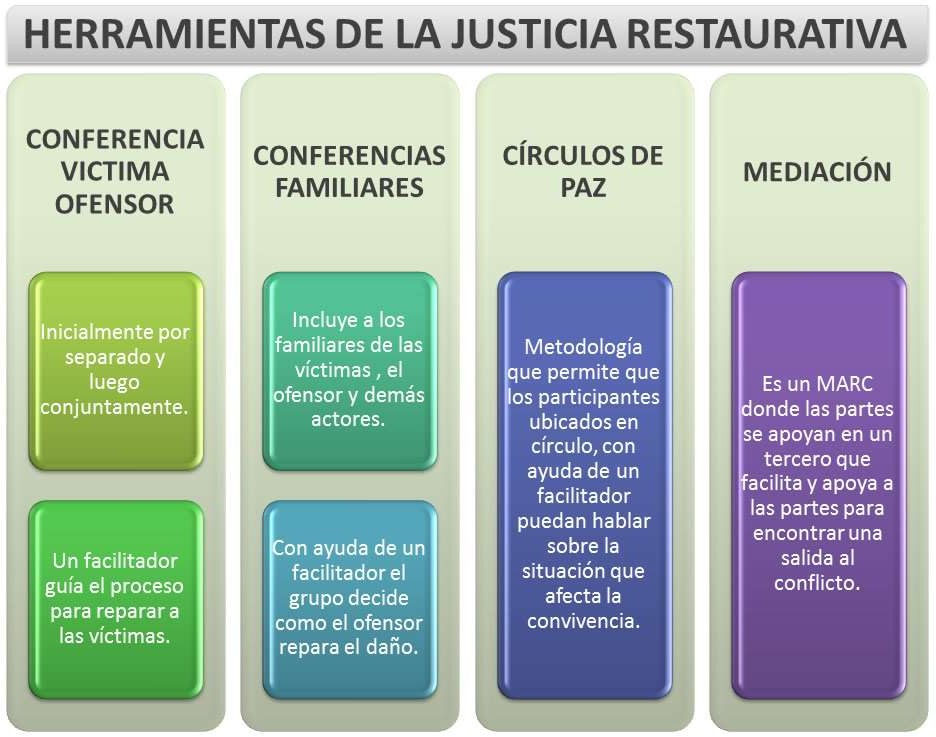 HERRAMIENTAS DE LA JUSTICIA RESTAURATIVA
CONFERENCIA
VICTIMA
OFENSOR
Inicialmente por
separado y
luego
conjuntamente.
Un facilitador
guía el proceso
para reparar a
las víctimas.
CONFERENCIAS
FAMILIARES
Incluye a los
familiares de las
víctimas , el
ofensor y demás
actores.
Con ayuda de un
facilitador el
grupo decide
como el ofensor
repara el daño.
CÍRCULOS DE
PAZ
Metodología
que permite que
los participantes
ubicados en
círculo, con
ayuda de un
facilitador
puedan hablar
sobre la
situación que
afecta la
convivencia.
MEDIACIÓN
Es un MARC
donde las partes
se apoyan en un
tercero que
facilita y apoya a
las partes para
encontrar una
salida al
conflicto.